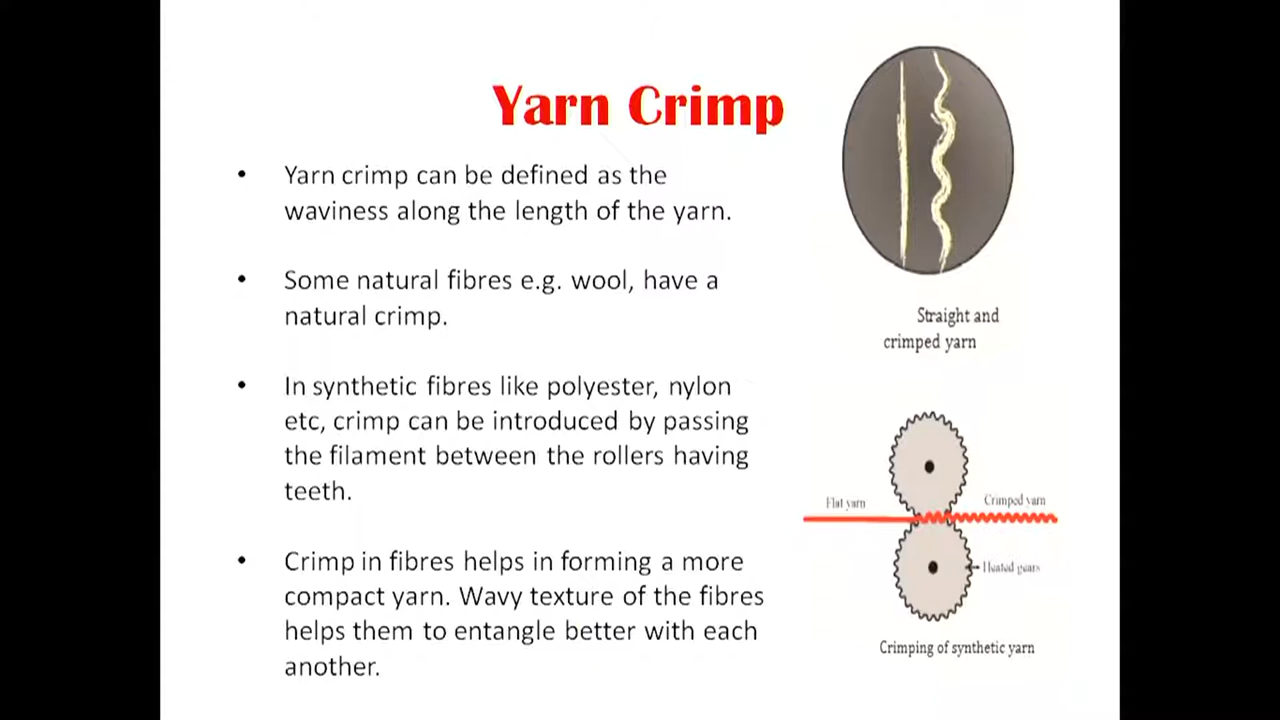 Yarn Crimp
• Yarn crimp can be defined as the
waviness along the length of the yarn.
• Some natural fibres e.g. wool, have a
natural crimp.
• In synthetic fibres like polyester, nylon
etc, crimp can be introduced by passing
the filament between the rollers having
teeth.
• Crimp in fibres helps in forming a more
compact yarn. Wavy texture of the fibres
helps them to entangle better with each
another.
Straight and
crimped yarn
Flat yarn
Crimped yarn
Heated gears
Crimping of synthetic yarn